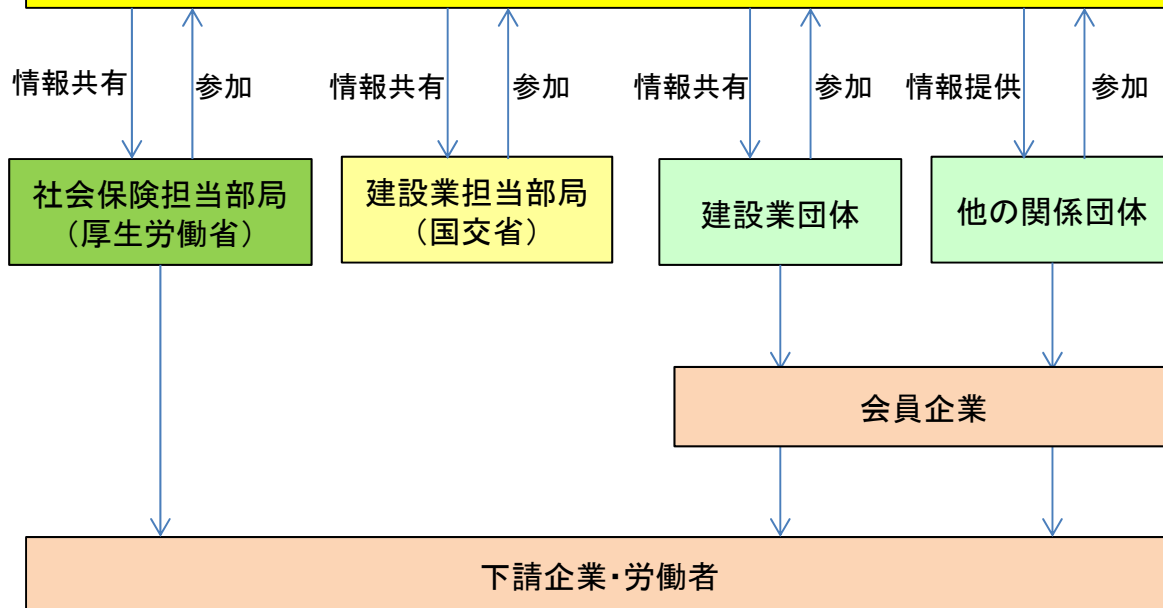 情報共有
参加
情報共有
参加
情報共有
参加
情報提供
参加
社会保険担当部局
(厚生労働省)
建設業担当部局
(国交省)
建設業団体
他の関係団体
会員企業
下請企業・労働者